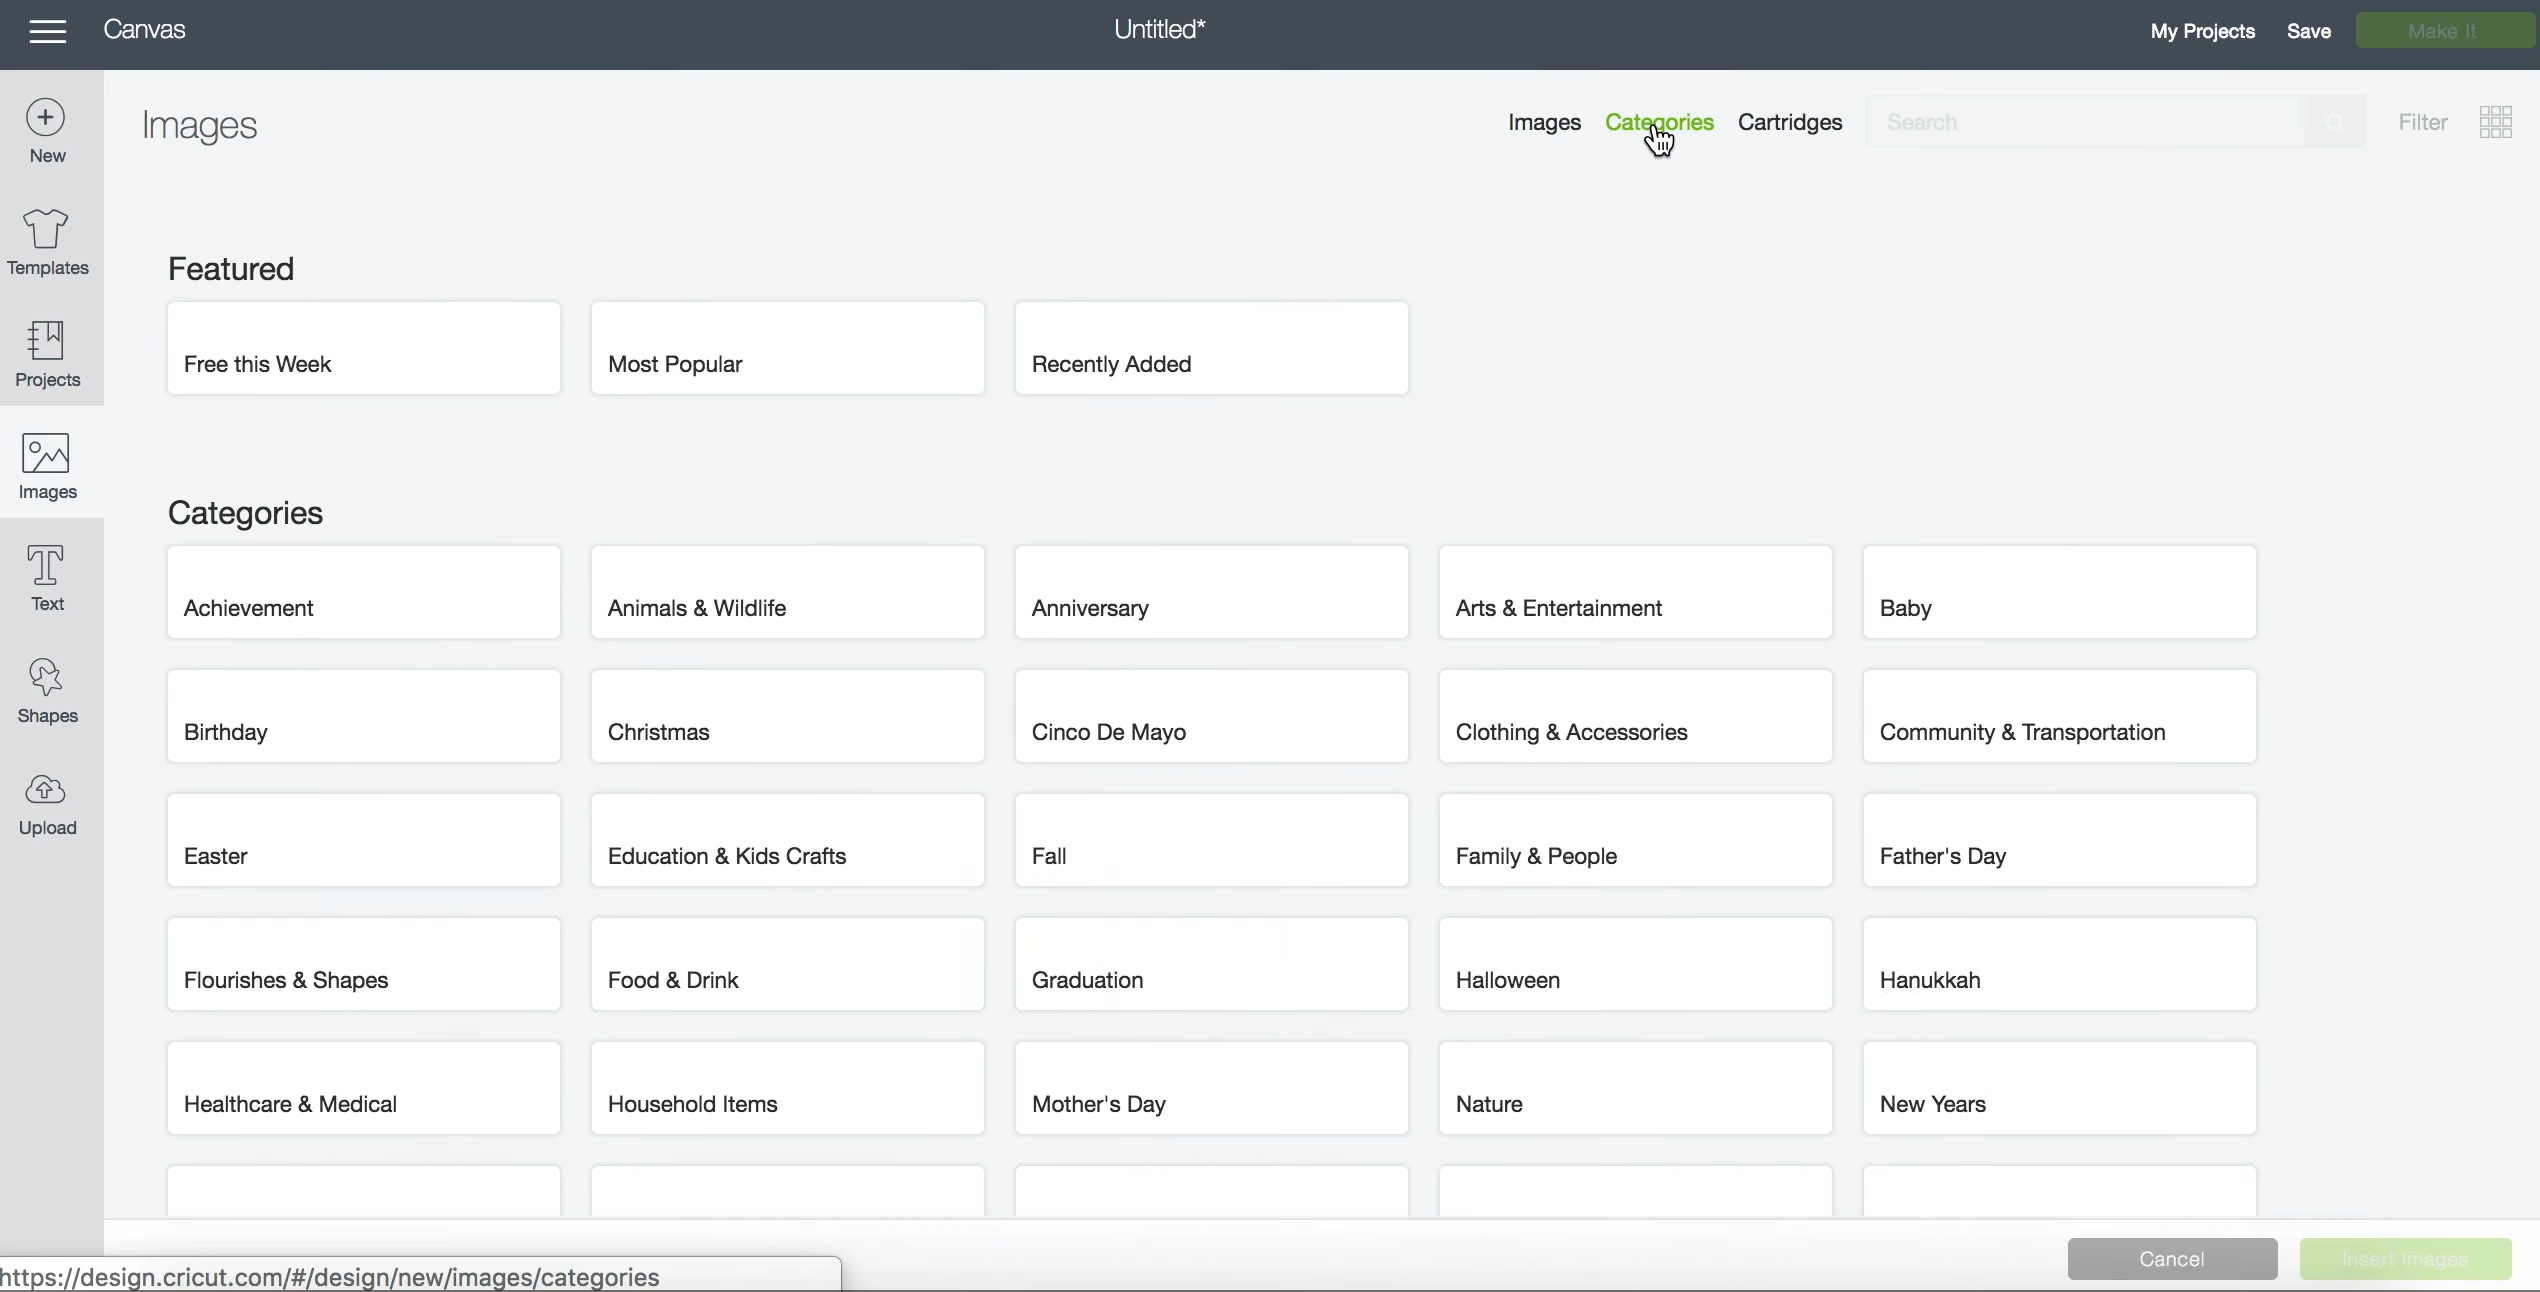 Canvas
Untitled*
My Projects
Save
Make It
New
Templates
Projects
Images
Text
Shapes
Upload
Images
Images
Categories
Cartridges
Search
Filter
Featured
Free this Week
Most Popular
Recently Added
Categories
Achievement
Animals & Wildlife
Anniversary
Arts & Entertainment
Baby
Birthday
Christmas
Cinco De Mayo
Clothing & Accessories
Community & Transportation
Easter
Education & Kids Crafts
Fall
Family & People
Father's Day
Flourishes & Shapes
Food & Drink
Graduation
Halloween
Hanukkah
Healthcare & Medical
Household Items
Mother's Day
Nature
New Years
Cancel
Insert Images
https://design.cricut.com/#/design/new/images/categories